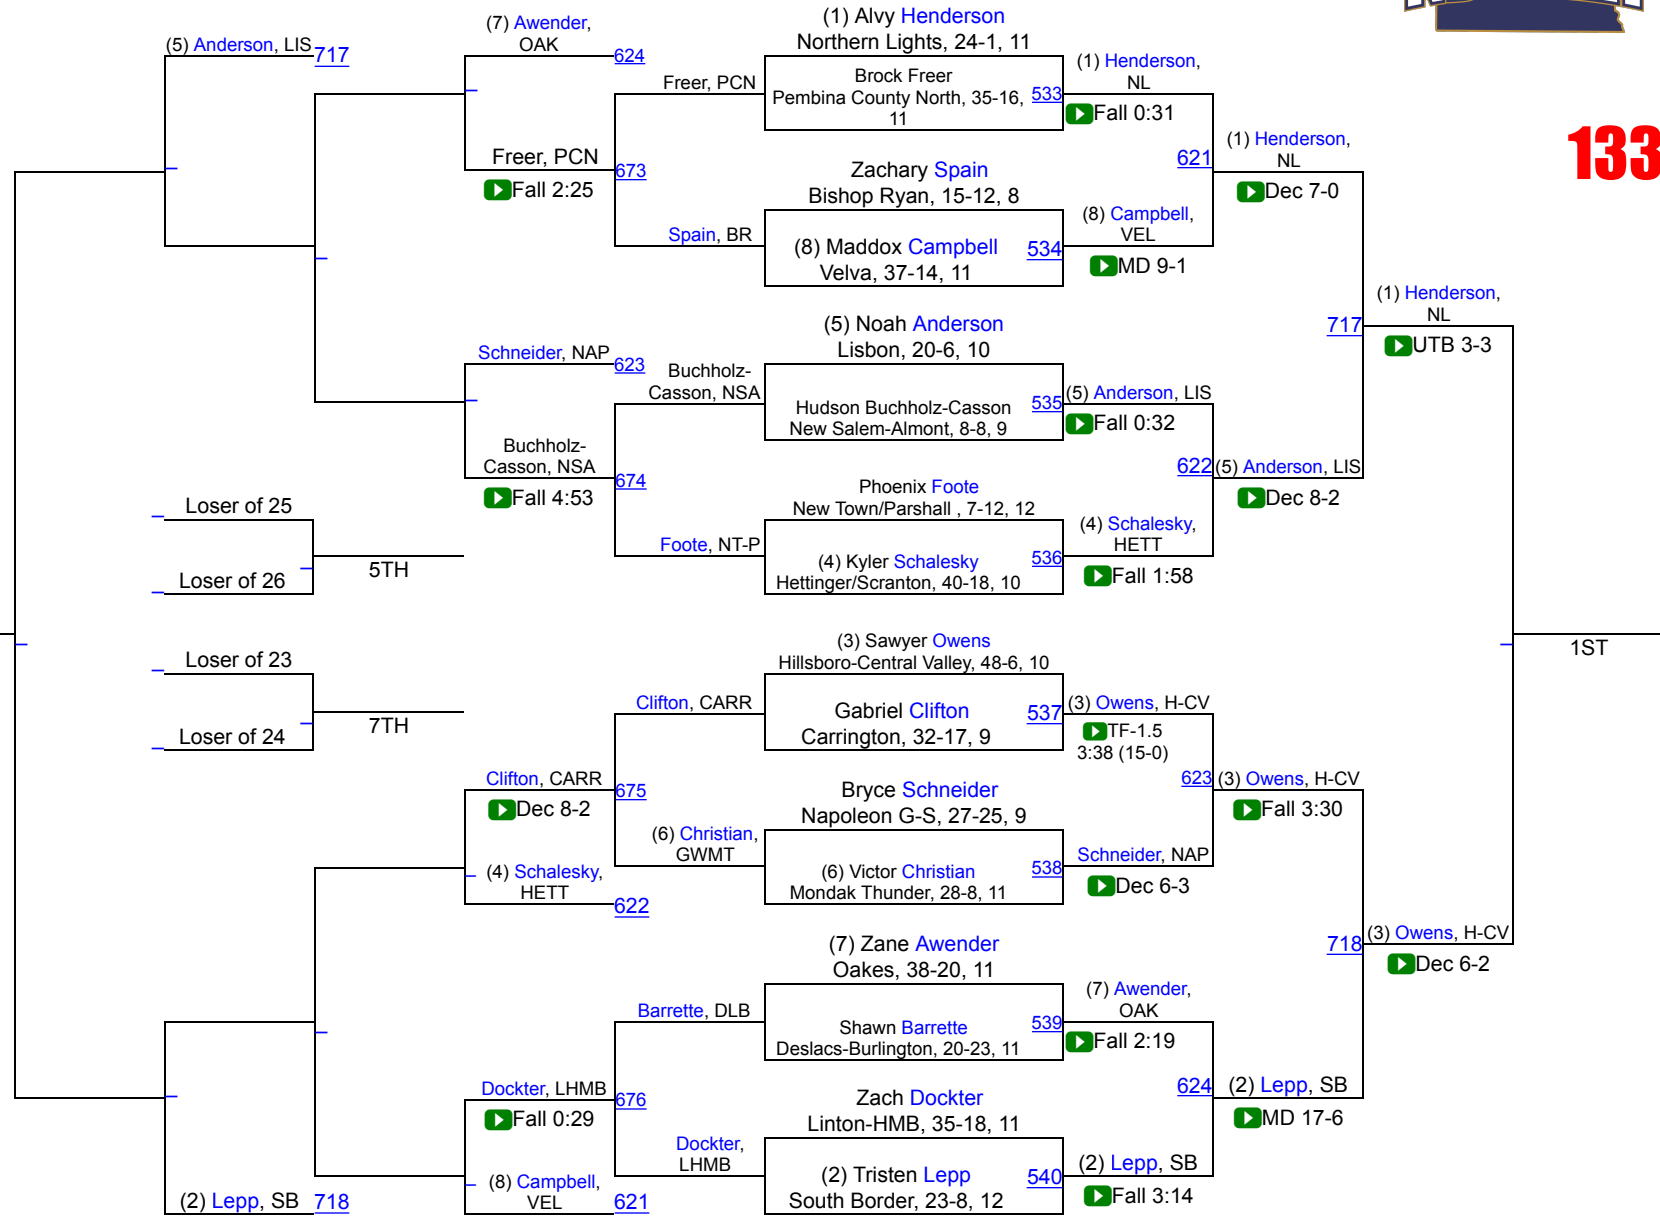 133
(5) Anderson, LIS
717
(7) Awender,
OAK
624
Freer, PCN
Fall 2:25
673
Freer, PCN
Spain, BR
Schneider, NAP
623
Buchholz-
Casson, NSA
Fall 4:53
674
Buchholz-
Casson, NSA
Foote, NT-P
Loser of 25
Loser of 26
5TH
Loser of 23
Loser of 24
7TH
Clifton, CARR
Dec 8-2
675
Clifton, CARR
(6) Christian,
GWMT
(4) Schalesky,
HETT
622
Barrette, DLB
Dockter, LHMB
Fall 0:29
676
Dockter,
LHMB
(8) Campbell,
VEL
621
(2) Lepp, SB
718
(1) Alvy Henderson
Northern Lights, 24-1, 11
Brock Freer
Pembina County North, 35-16,
11
533
Zachary Spain
Bishop Ryan, 15-12, 8
(8) Maddox Campbell
Velva, 37-14, 11
534
(5) Noah Anderson
Lisbon, 20-6, 10
Hudson Buchholz-Casson
New Salem-Almont, 8-8, 9
535
Phoenix Foote
New Town/Parshall , 7-12, 12
(4) Kyler Schalesky
Hettinger/Scranton, 40-18, 10
536
(3) Sawyer Owens
Hillsboro-Central Valley, 48-6, 10
Gabriel Clifton
Carrington, 32-17, 9
537
Bryce Schneider
Napoleon G-S, 27-25, 9
(6) Victor Christian
Mondak Thunder, 28-8, 11
538
(7) Zane Awender
Oakes, 38-20, 11
Shawn Barrette
Deslacs-Burlington, 20-23, 11
539
Zach Dockter
Linton-HMB, 35-18, 11
(2) Tristen Lepp
South Border, 23-8, 12
540
(1) Henderson,
NL
Fall 0:31
(8) Campbell,
VEL
MD 9-1
(5) Anderson, LIS
Fall 0:32
(4) Schalesky,
HETT
Fall 1:58
(3) Owens, H-CV
TF-1.5
3:38 (15-0)
Schneider, NAP
Dec 6-3
(7) Awender,
OAK
Fall 2:19
(2) Lepp, SB
Fall 3:14
621
(1) Henderson,
NL
Dec 7-0
622
(5) Anderson, LIS
Dec 8-2
623
(3) Owens, H-CV
Fall 3:30
624
(2) Lepp, SB
MD 17-6
717
(1) Henderson,
NL
UTB 3-3
718
(3) Owens, H-CV
Dec 6-2
1ST